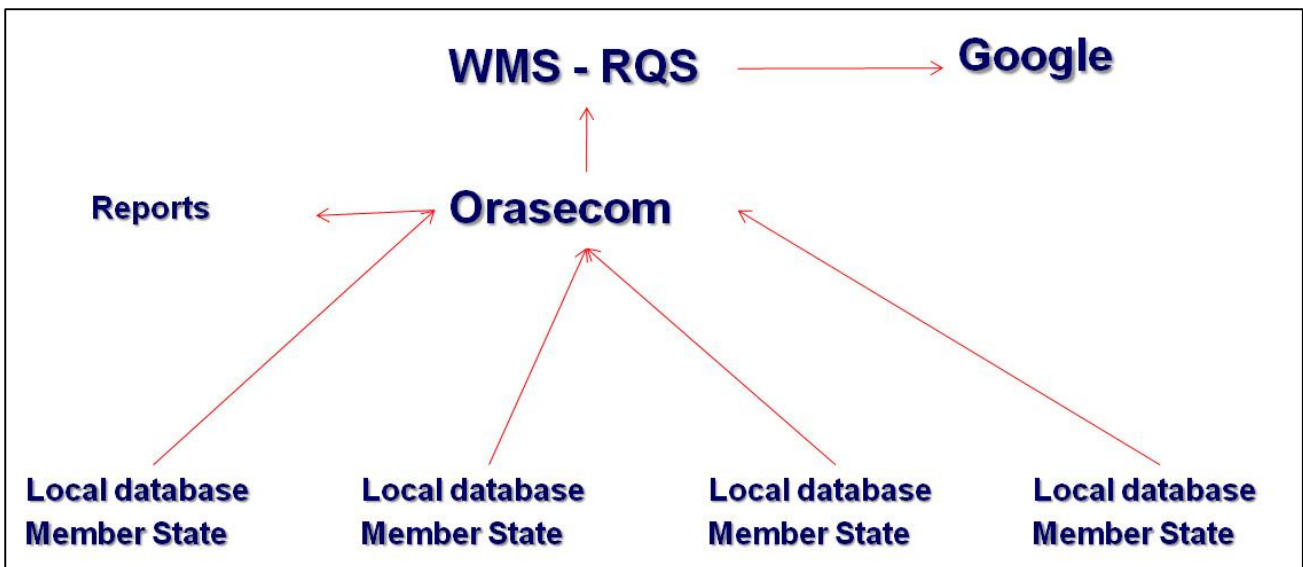 WMS - RQS
Google
Reports
Orasecom
Local database
Member State
Local database
Member State
Local database
Member State
Local database
Member State